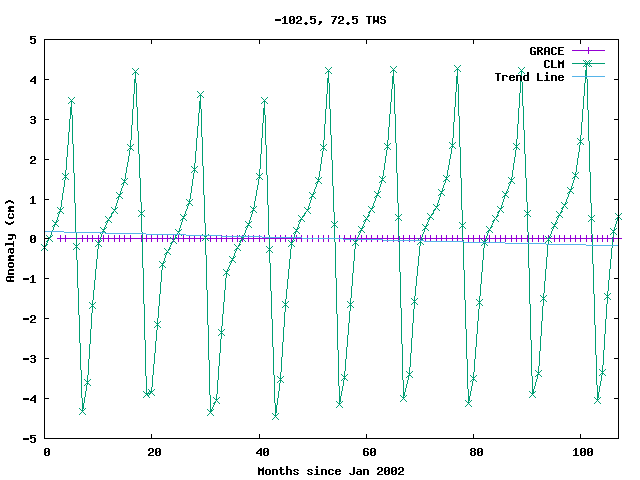 -102.5, 72.5 TWS
GRACE
CLM
Trend Line
Anomaly (cm)
5
4
3
2
1
0
-1
-2
-3
-4
-5
0 20 40 60 80 100
Months since Jan 2002